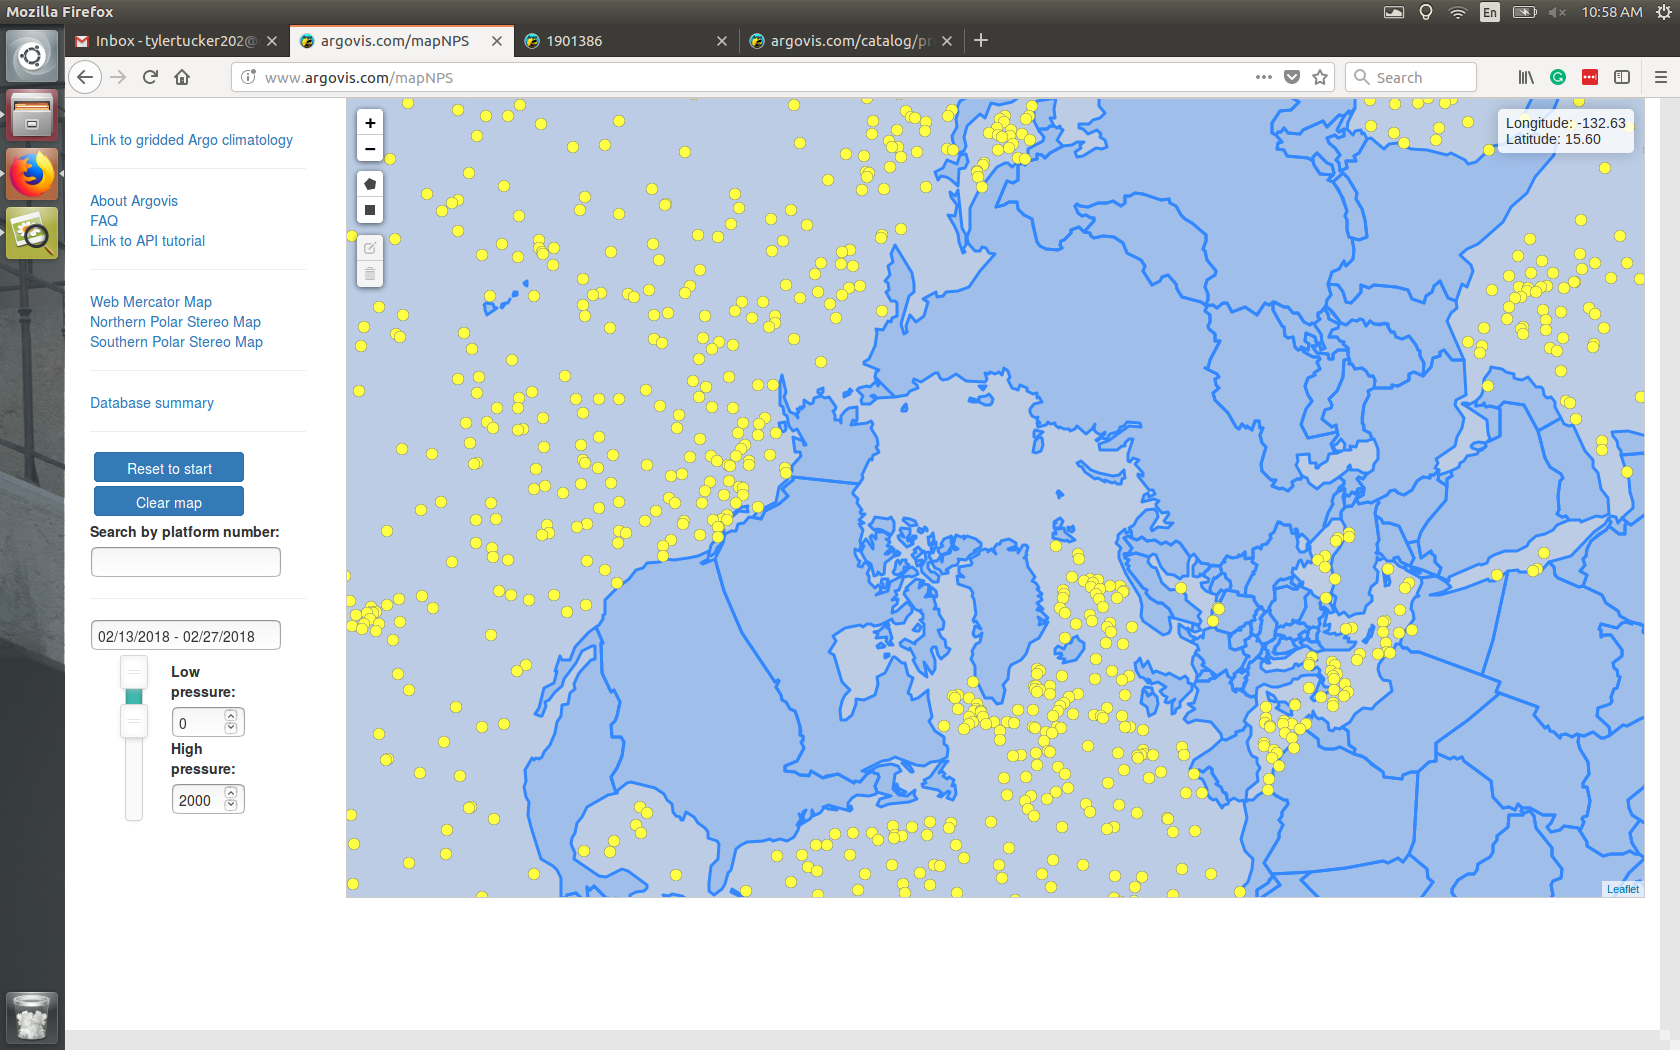 Mozilla Firefox
En
10:58 AM
Inbox - tylertucker202@
argovis.com/mapNPS
1901386
argovis.com/catalog/pr
www.argovis.com/mapNPS
Search
Link to gridded Argo climatology
About Argovis
FAQ
Link to API tutorial
Web Mercator Map
Northern Polar Stereo Map
Southern Polar Stereo Map
Database summary
Reset to start
Clear map
Search by platform number:
02/13/2018 - 02/27/2018
Low
pressure:
0
High
pressure:
2000
+
−
Longitude: -132.63
Latitude: 15.60
Leaflet